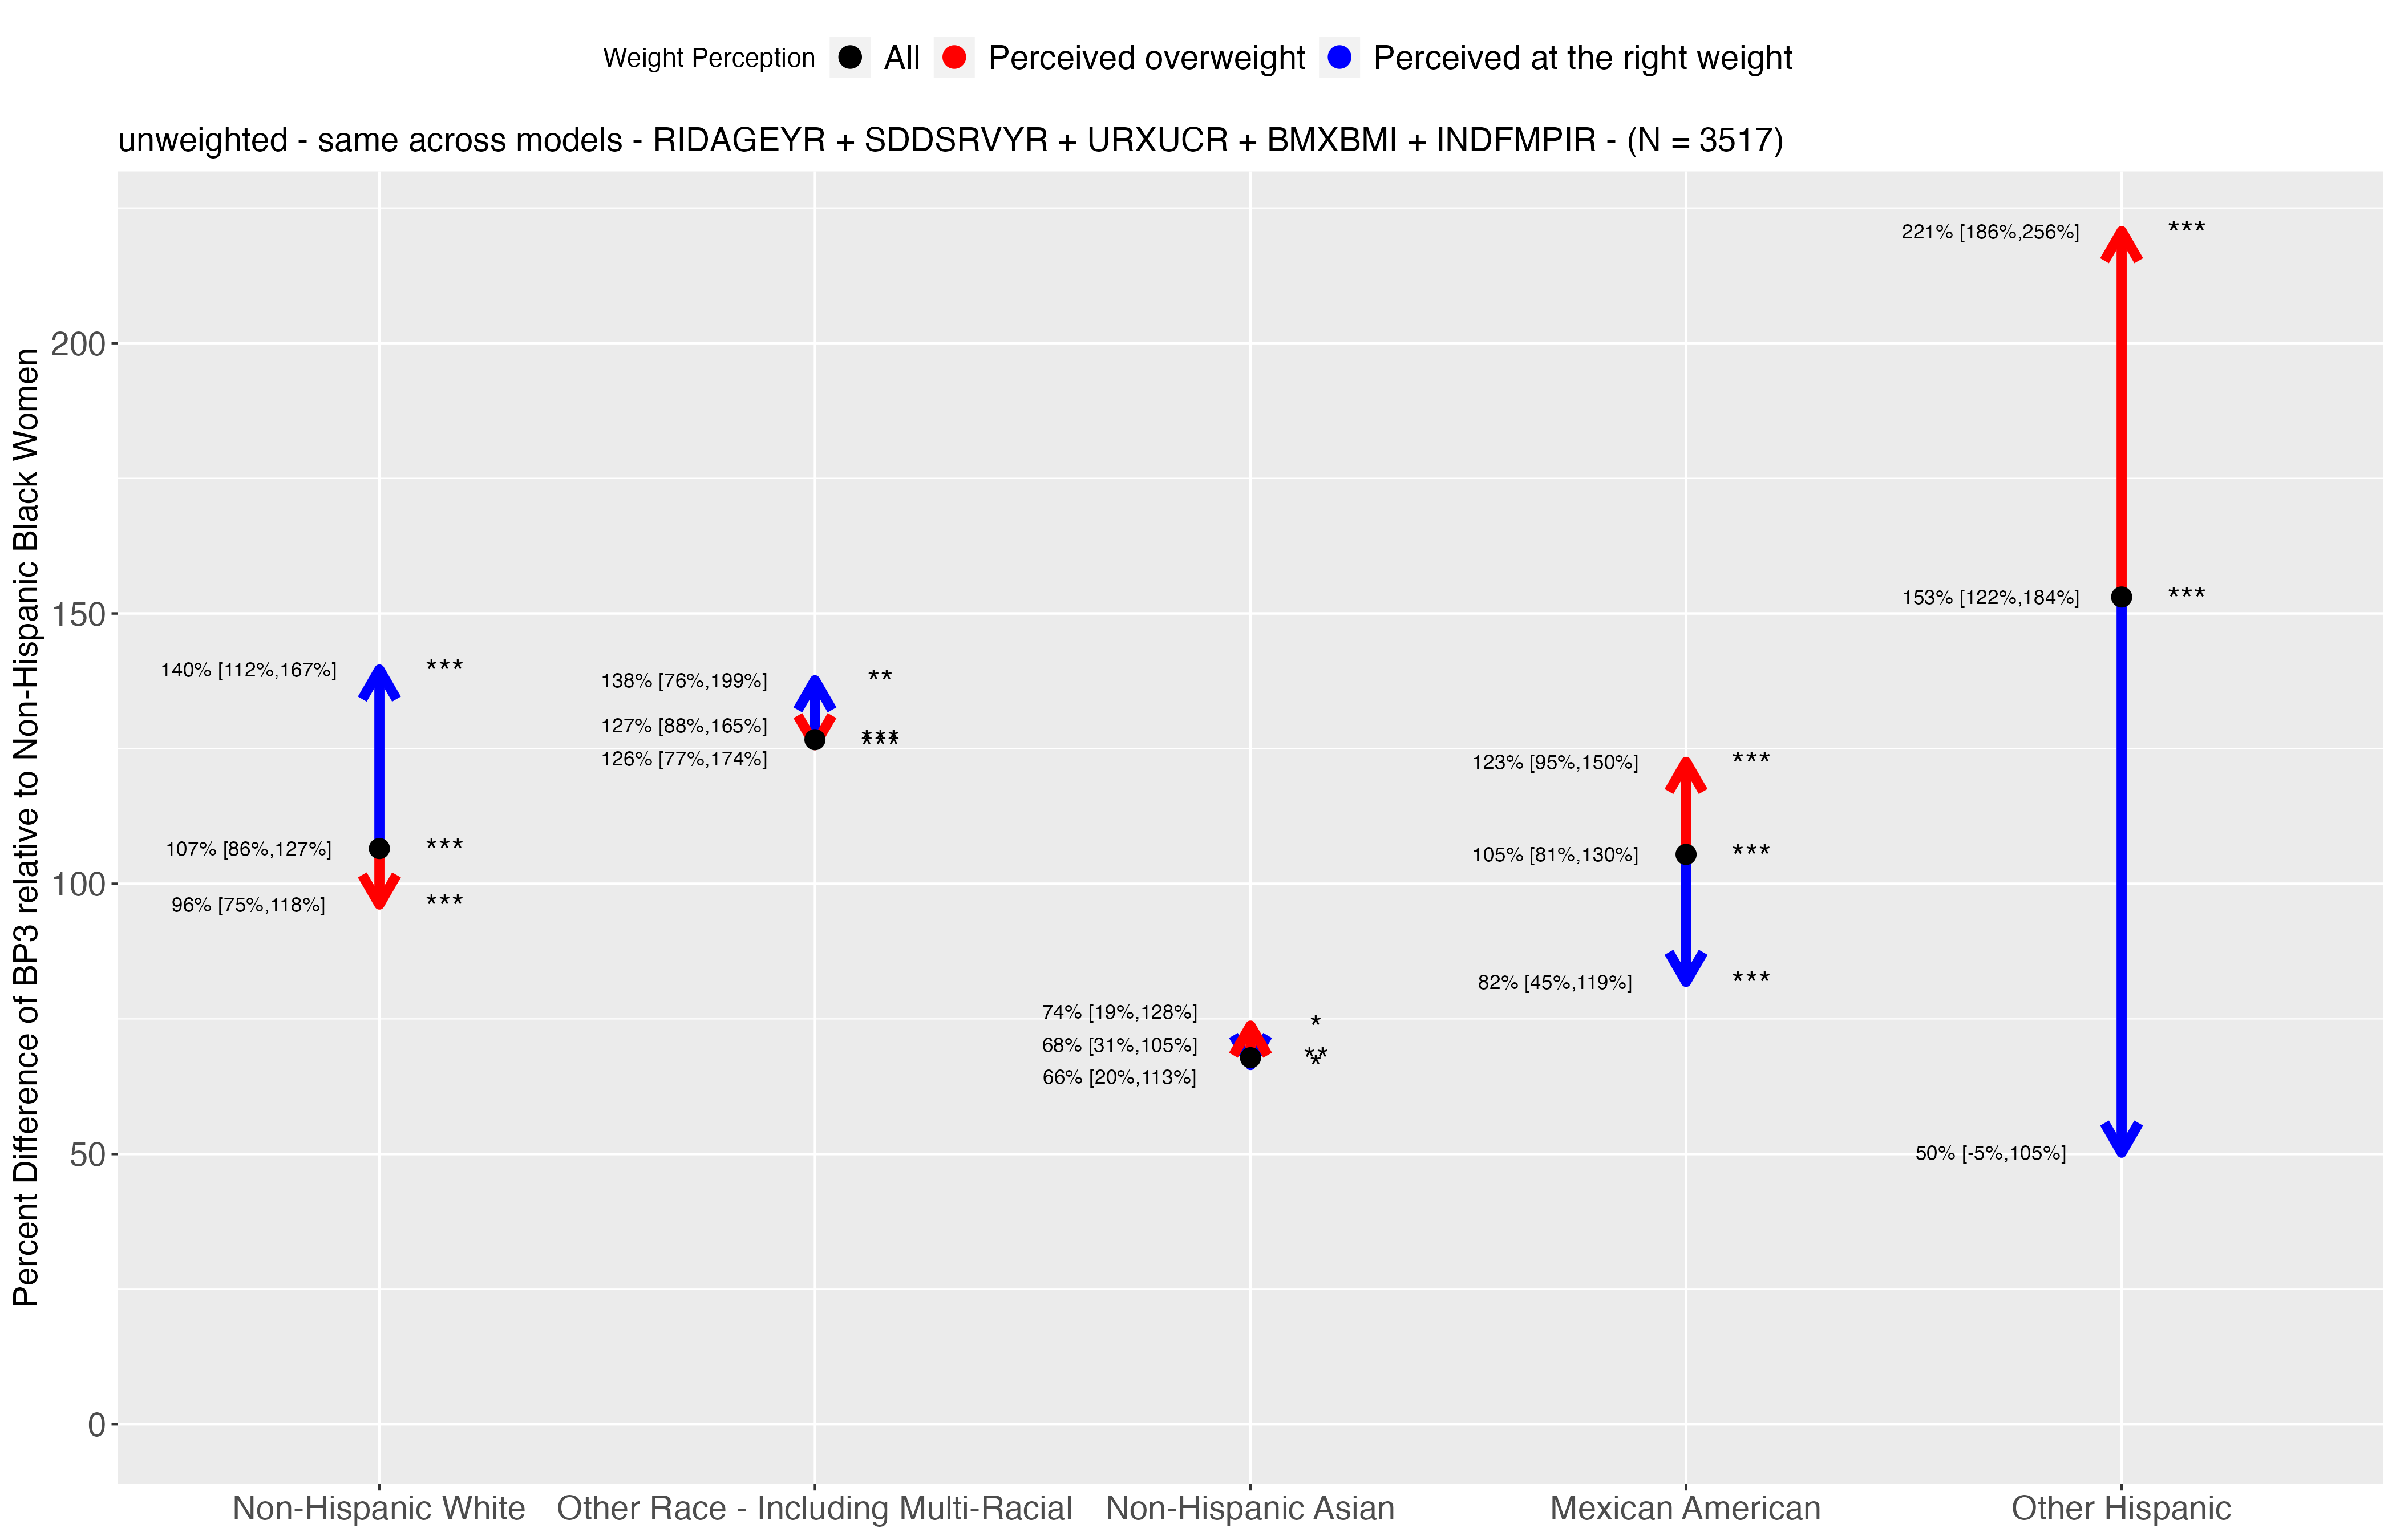 Weight Perception All Perceived overweight Perceived at the right weight
unweighted - same across models - RIDAGEYR + SDDSRVYR + URXUCR + BMXBMI + INDFMPIR - (N = 3517)
Percent Difference of BP3 relative to Non-Hispanic Black Women
200
150
100
50
0
140% [112%,167%] ***
107% [86%,127%] ***
96% [75%,118%] ***
138% [76%,199%] **
127% [88%,165%] ***
126% [77%,174%] ***
74% [19%,128%] *
68% [31%,105%] **
66% [20%,113%] *
123% [95%,150%] ***
105% [81%,130%] ***
82% [45%,119%] ***
221% [186%,256%] ***
153% [122%,184%] ***
50% [-5%,105%]
Non-Hispanic White Other Race - Including Multi-Racial Non-Hispanic Asian Mexican American Other Hispanic